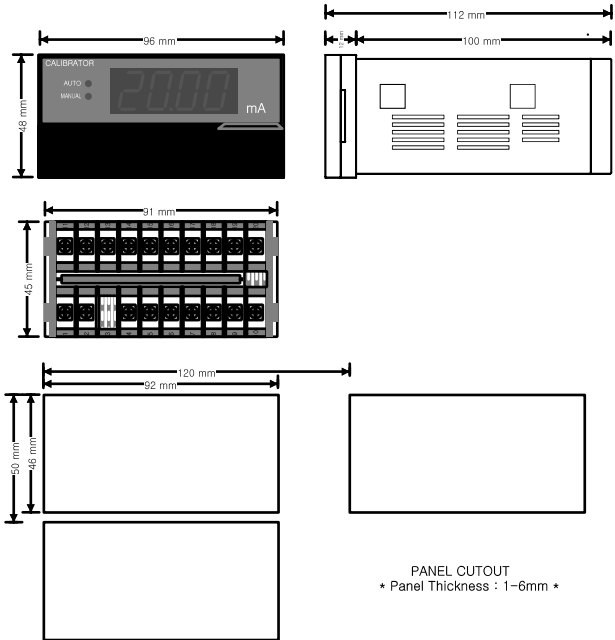 112 mm
96 mm
12 mm
100 mm
CALIBRATOR
AUTO
MANUAL
20.00
mA
48 mm
91 mm
45 mm
120 mm
92 mm
50 mm
46 mm
PANEL CUTOUT
* Panel Thickness : 1-6mm *